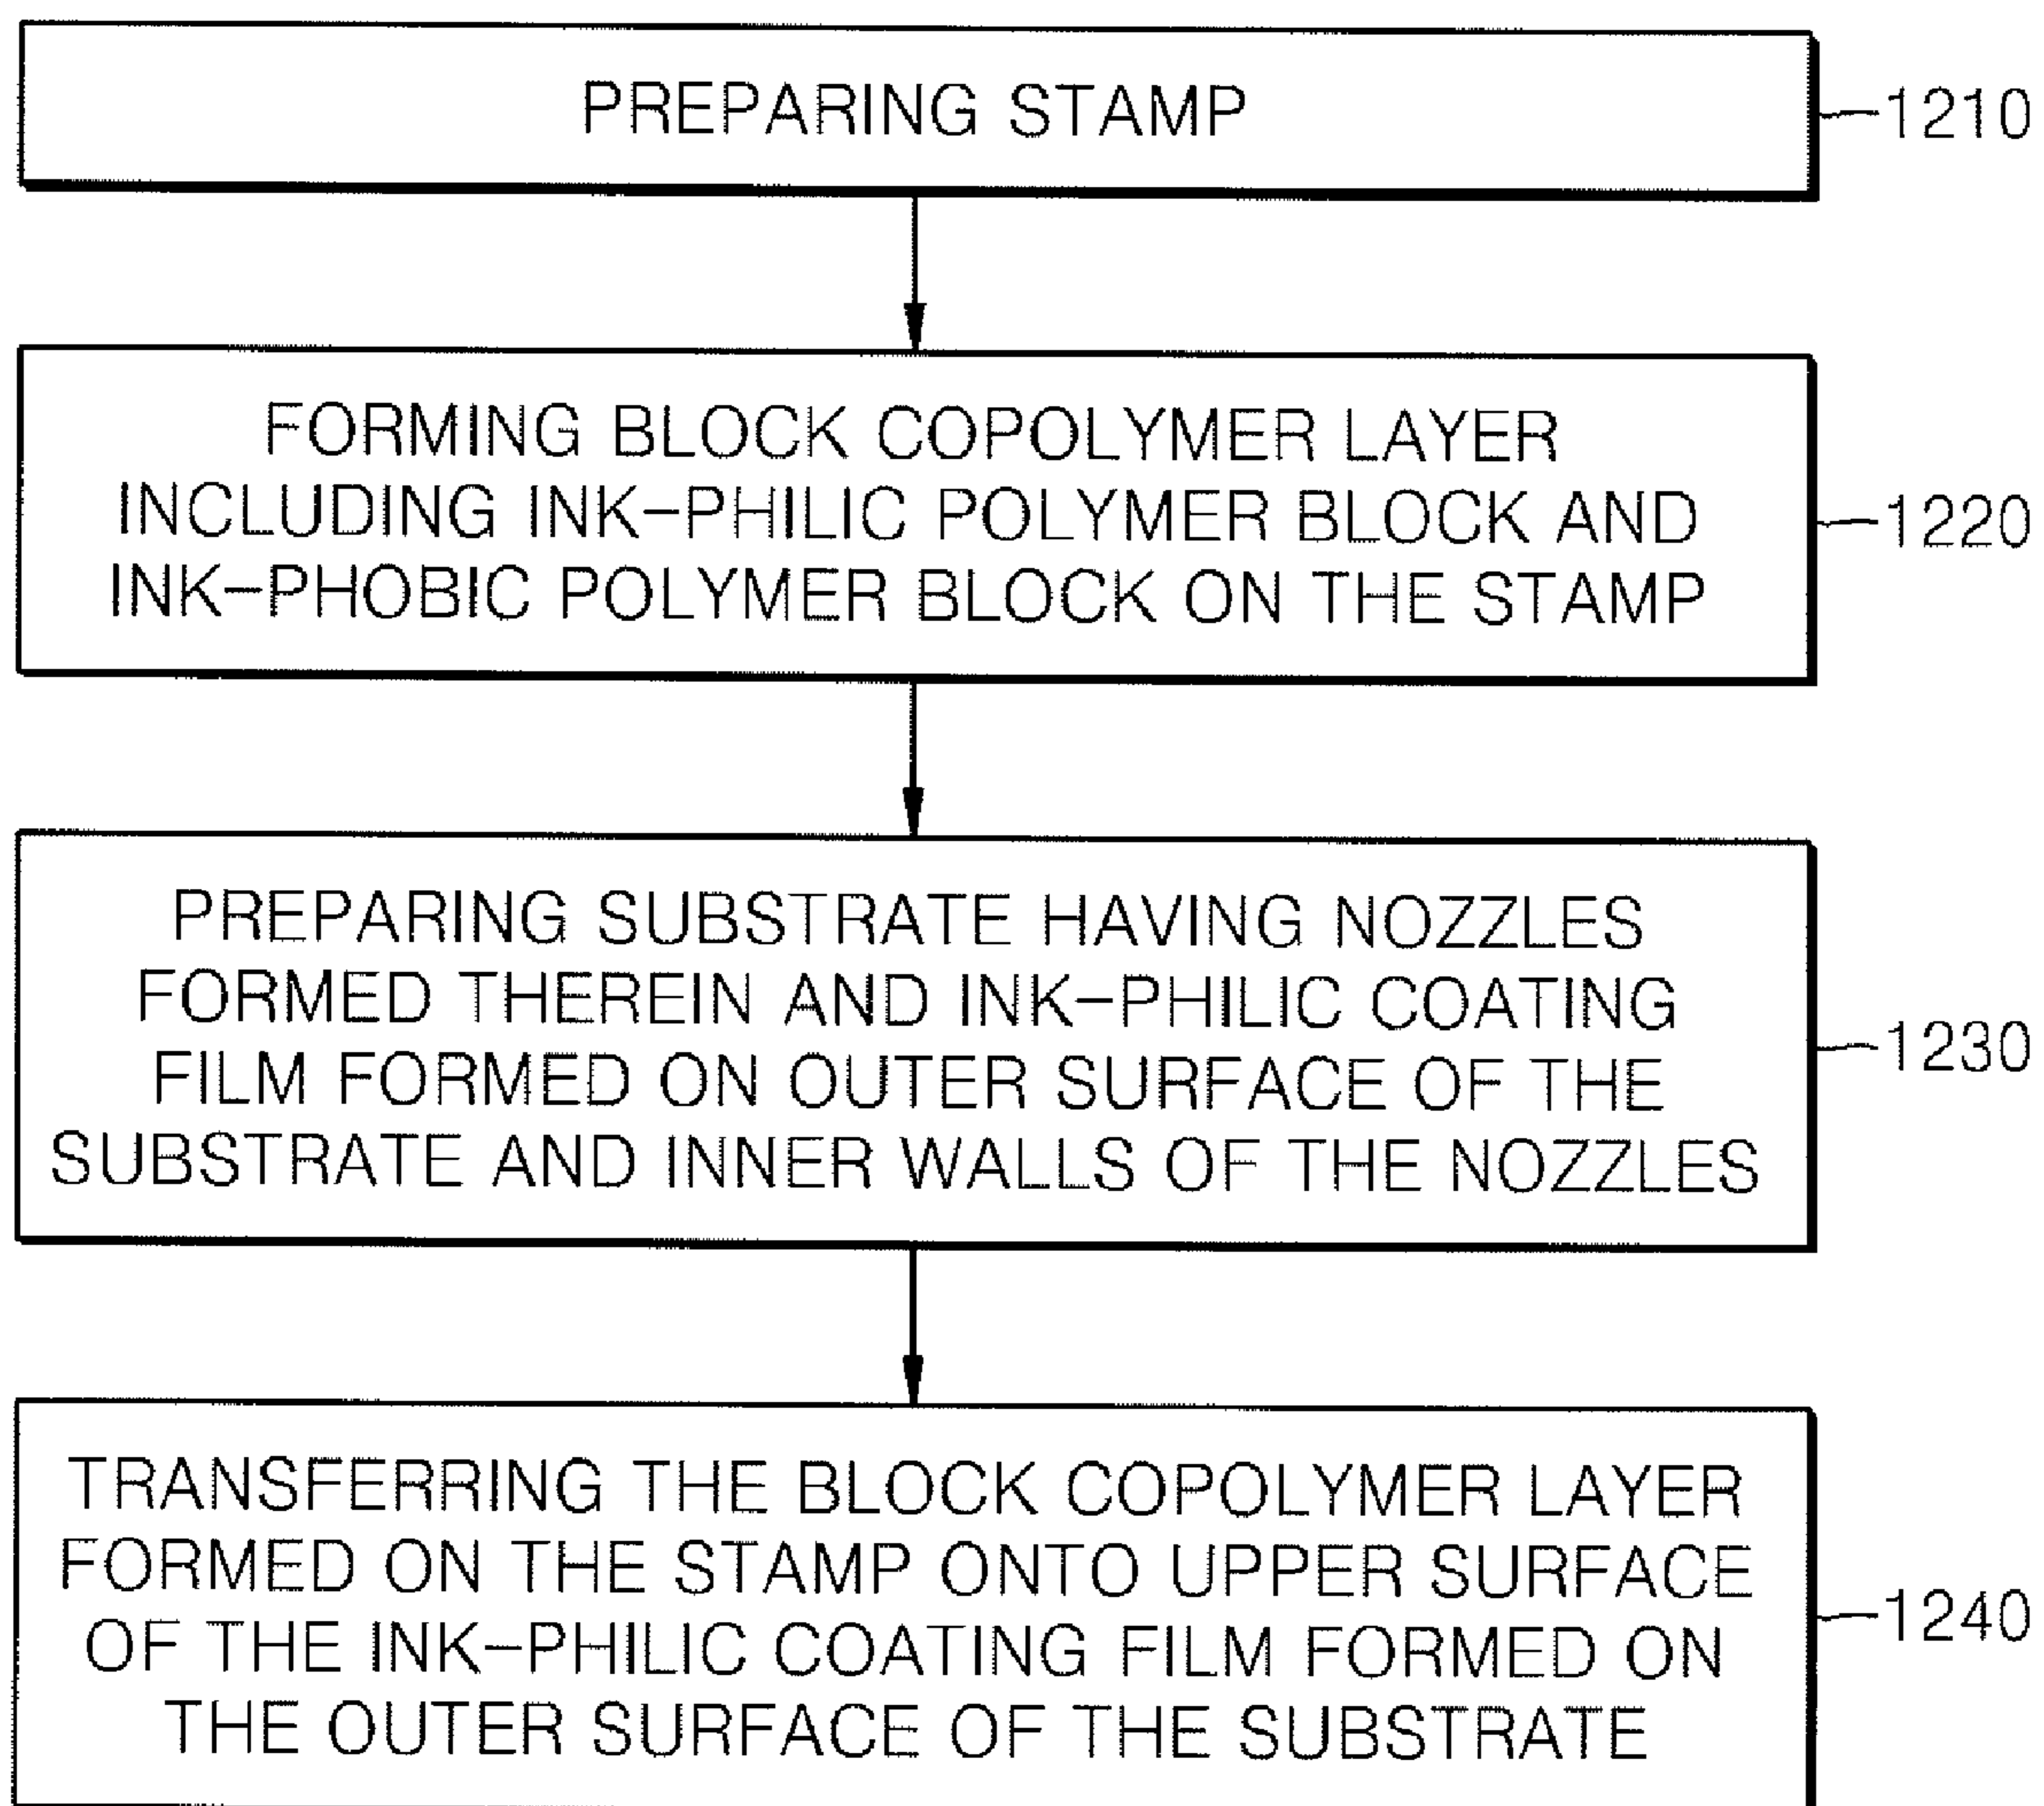 PREPARING STAMP
1210
FORMING BLOCK COPOLYMER LAYER
INCLUDING INK-PHILIC POLYMER BLOCK AND
INK-PHOBIC POLYMER BLOCK ON THE STAMP
1220
PREPARING SUBSTRATE HAVING NOZZLES
FORMED THEREIN AND INK-PHILIC COATING
FILM FORMED ON OUTER SURFACE OF THE
SUBSTRATE AND INNER WALLS OF THE NOZZLES
1230
TRANSFERRING THE BLOCK COPOLYMER LAYER
FORMED ON THE STAMP ONTO UPPER SURFACE
OF THE INK-PHILIC COATING FILM FORMED ON
THE OUTER SURFACE OF THE SUBSTRATE
1240